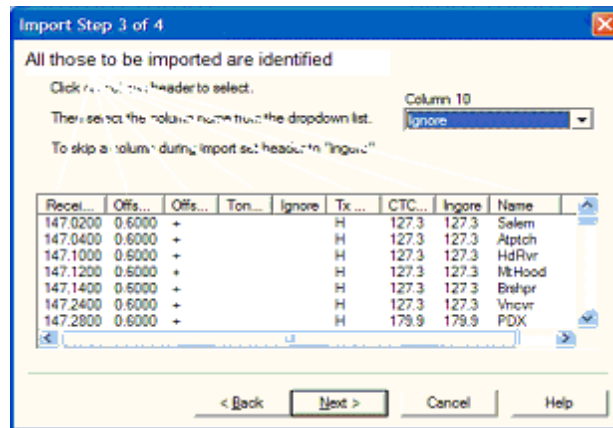 Import Step 3 of 4
All those to be imported are identified
Click header to select.
Column 10
Then select the column name from the dropdown list.
Ignore
To skip a column during import set header to "Ingore"
Recei... Offs... Offs... Ton... Ignore Tx ... CTC... Ingore Name
147.0200 0.6000 + H 127.3 127.3 Salem
147.0400 0.6000 + H 127.3 127.3 Atptch
147.1000 0.6000 + H 127.3 127.3 HdRvr
147.1200 0.6000 + H 127.3 127.3 MtHood
147.1400 0.6000 + H 127.3 127.3 Brshpr
147.2400 0.6000 + H 127.3 127.3 Vncvr
147.2800 0.6000 + H 179.9 179.9 PDX
< Back Next > Cancel Help